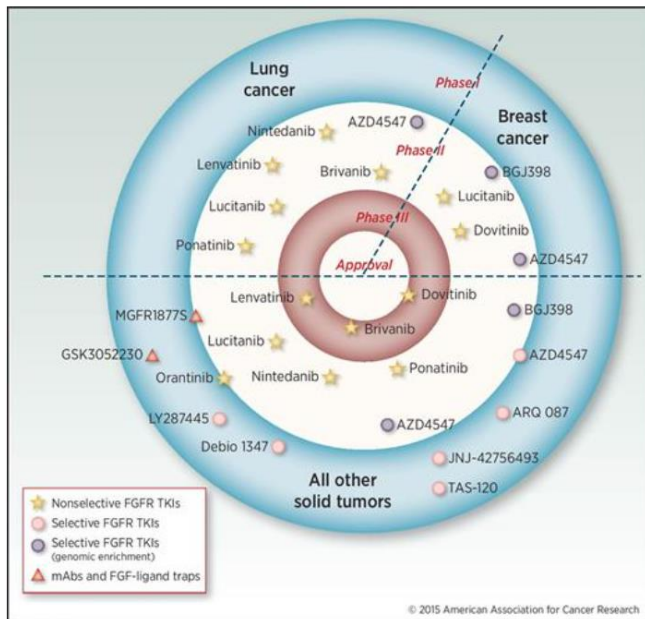 Lung
cancer
Phase I
Nintedanib
AZD4547
Breast
cancer
Phase II
Lenvatinib
Brivanib
BGJ398
Lucitanib
Lucitanib
Phase III
Dovitinib
Ponatinib
Approval
AZD4547
Lenvatinib
Dovitinib
MGFR1877S
BGJ398
Brivanib
Lucitanib
GSK3052230
AZD4547
Orantinib
Nintedanib
Ponatinib
LY287445
AZD4547
ARQ 087
Debio 1347
JNJ-42756493
All other
solid tumors
TAS-120
Nonselective FGFR TKIs
Selective FGFR TKIs
Selective FGFR TKIs
(genomic enrichment)
mAbs and FGF-ligand traps
© 2015 American Association for Cancer Research